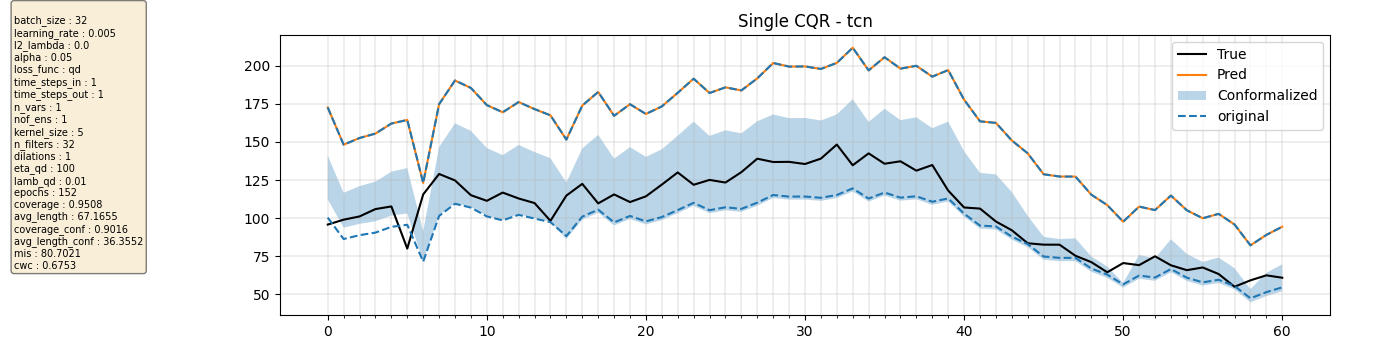 batch_size : 32
learning_rate : 0.005
l2_lambda : 0.0
alpha : 0.05
loss_func : qd
time_steps_in : 1
time_steps_out : 1
n_vars : 1
nof_ens : 1
kernel_size : 5
n_filters : 32
dilations : 1
eta_qd : 100
lamb_qd : 0.01
epochs : 152
coverage : 0.9508
avg_length : 67.1655
coverage_conf : 0.9016
avg_length_conf : 36.3552
mis : 80.7021
cwc : 0.6753
Single CQR - tcn
200
175
150
125
100
75
50
0 10 20 30 40 50 60
True
Pred
Conformalized
original